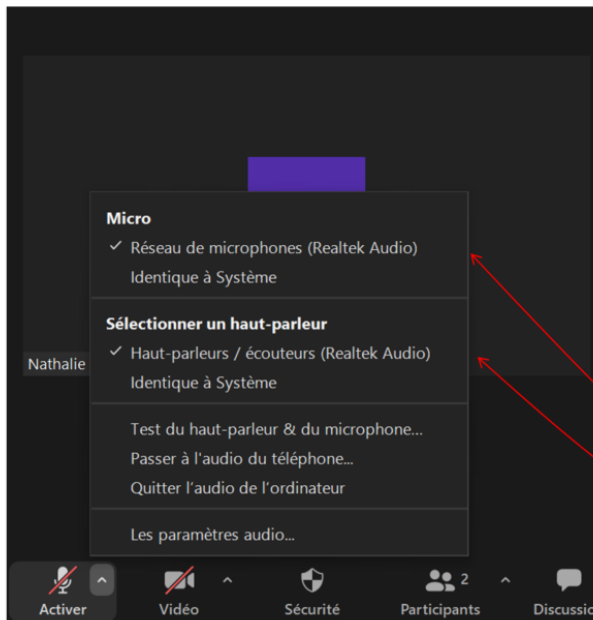 Micro
Réseau de microphones (Realtek Audio)
Identique à Système
Sélectionner un haut-parleur
Haut-parleurs / écouteurs (Realtek Audio)
Identique à Système
Nathalie
Test du haut-parleur & du microphone...
Passer à l'audio du téléphone...
Quitter l'audio de l'ordinateur
Les paramètres audio...
2
Activer
Vidéo
Sécurité
Participants
Discussio